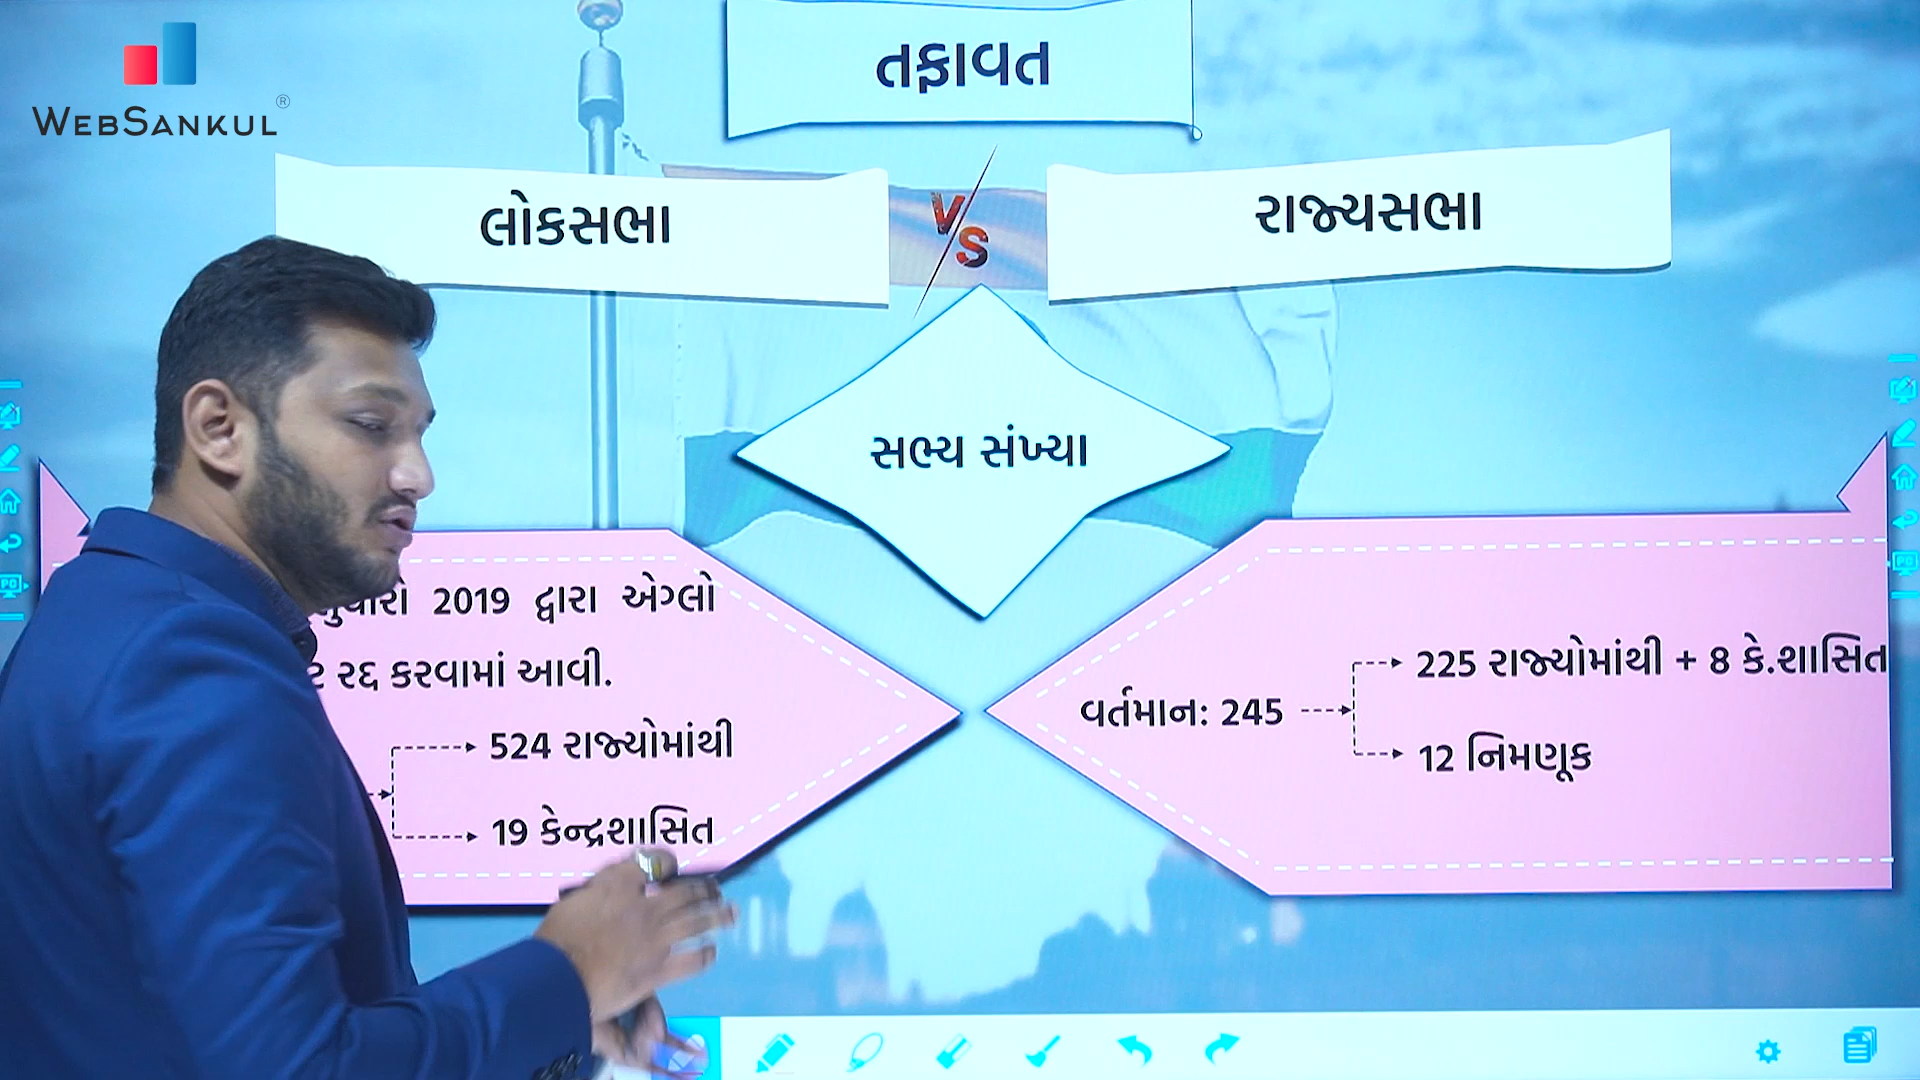 WEBSANKUL®
તફાવત
લોકસભા
VS
રાજ્યસભા
સભ્ય સંખ્યા
2019 દ્વારા એંગ્લો
રદ્દ કરવામાં આવી.
524 રાજ્યોમાંથી
19 કેન્દ્રશાસિત
વર્તમાન: 245
225 રાજ્યોમાંથી + 8 કે.શાસિત
12 નિમણૂક